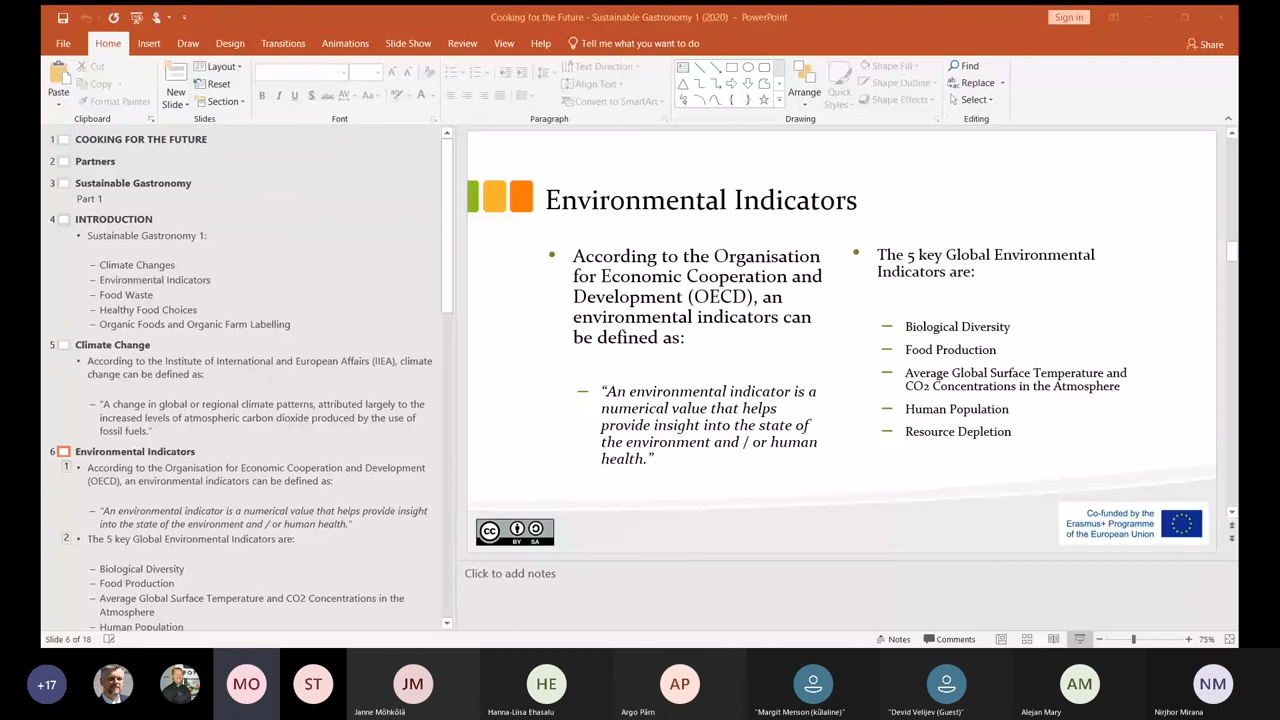 Cooking for the Future - Sustainable Gastronomy 1 (2020) – PowerPoint
Sign in
File Home Insert Draw Design Transitions Animations Slide Show Review View Help Tell me what you want to do
Share
Paste
Cut
Copy
Format Painter
Clipboard
New
Slide
Layout
Reset
Section
Slides
B I U S abc AV Aa A
Font
Text Direction
Align Text
Convert to SmartArt
Paragraph
Arrange
Quick
Styles
Shape Fill
Shape Outline
Shape Effects
Drawing
Find
Replace
Select
Editing
1 COOKING FOR THE FUTURE
2 Partners
3 Sustainable Gastronomy
Part 1
4 INTRODUCTION
• Sustainable Gastronomy 1:
– Climate Changes
– Environmental Indicators
– Food Waste
– Healthy Food Choices
– Organic Foods and Organic Farm Labelling
5 Climate Change
• According to the Institute of International and European Affairs (IIEA), climate
change can be defined as:
– “A change in global or regional climate patterns, attributed largely to the
increased levels of atmospheric carbon dioxide produced by the use of
fossil fuels.”
6 Environmental Indicators
1 • According to the Organisation for Economic Cooperation and Development
(OECD), an environmental indicators can be defined as:
– “An environmental indicator is a numerical value that helps provide insight
into the state of the environment and / or human health.”
2 • The 5 key Global Environmental Indicators are:
– Biological Diversity
– Food Production
– Average Global Surface Temperature and CO2 Concentrations in the
Atmosphere
– Human Population
Environmental Indicators
• According to the Organisation
for Economic Cooperation and
Development (OECD), an
environmental indicators can
be defined as:
– “An environmental indicator is a
numerical value that helps
provide insight into the state of
the environment and / or human
health.”
• The 5 key Global Environmental
Indicators are:
– Biological Diversity
– Food Production
– Average Global Surface Temperature and
CO2 Concentrations in the Atmosphere
– Human Population
– Resource Depletion
CC BY SA
Co-funded by the
Erasmus+ Programme
of the European Union
Click to add notes
Slide 6 of 18
Notes
Comments
75%
+17
MO
ST
JM
HE
AP
AM
NM
Janne Möhkölä
Hanna-Liisa Ehasalu
Argo Pärn
"Margit Menson (külaline)"
"Devid Velijev (Guest)"
Alejan Mary
Nirjhor Mirana